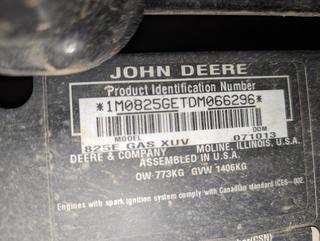 JOHN DEERE
Product Identification Number
*1M0825GETDM066296*
MODEL DOM
825E GAS XUV 071013
DEERE & COMPANY MOLINE, ILLINOIS, U.S.A.
ASSEMBLED IN U.S.A.
OW 773KG GVW 1406KG
Engines with spark ignition comply with Canadian standard ICES-002.